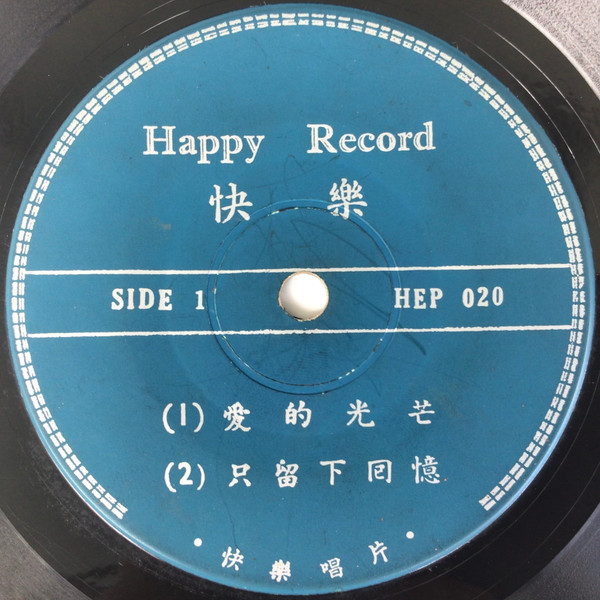 Happy Record
快樂
SIDE 1 HEP 020
(1) 愛的光芒
(2) 只留下囘憶
• 快樂唱片 •